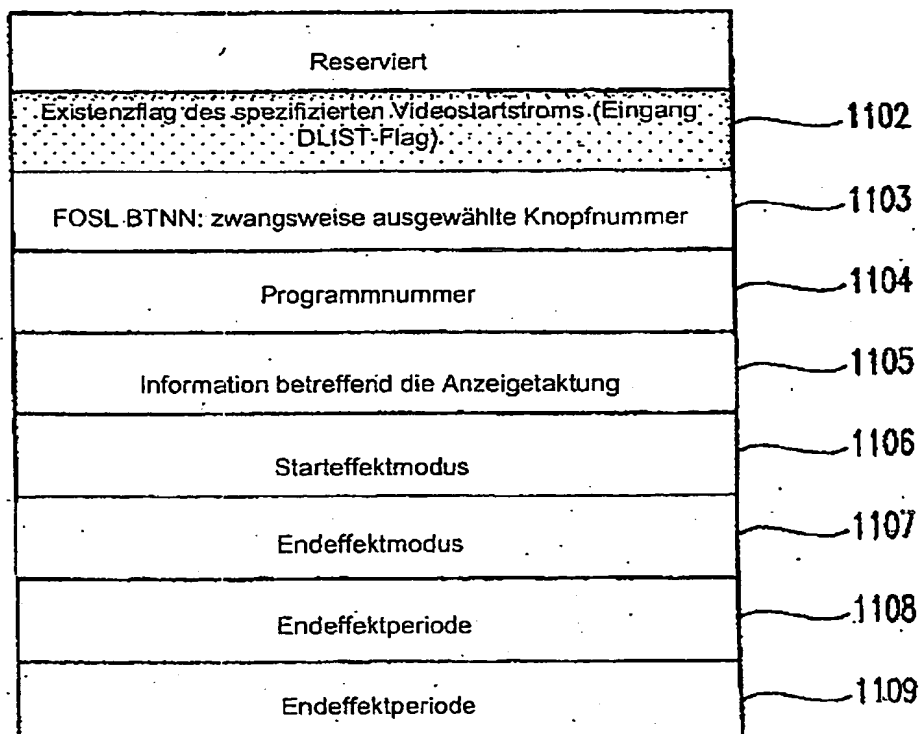 Reserviert
Existenzflag des spezifizierten Videostartstroms (Eingang
DLIST-Flag)
1102
FOSL BTNN: zwangsweise ausgewählte Knopfnummer
1103
Programmnummer
1104
Information betreffend die Anzeigetaktung
1105
Starteffektmodus
1106
Endeffektmodus
1107
Endeffektperiode
1108
Endeffektperiode
1109